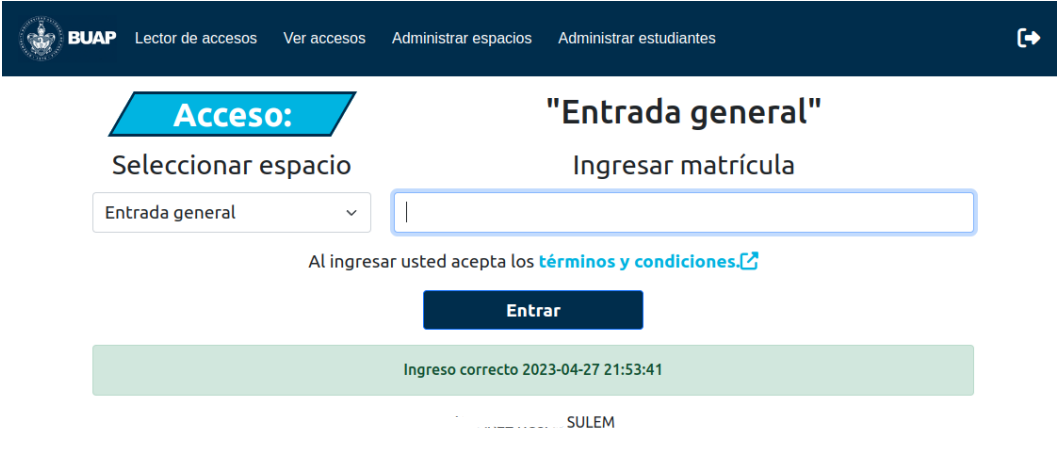 BUAP Lector de accesos Ver accesos Administrar espacios Administrar estudiantes
Acceso:
"Entrada general"
Seleccionar espacio
Ingresar matrícula
Entrada general
Al ingresar usted acepta los términos y condiciones.
Entrar
Ingreso correcto 2023-04-27 21:53:41
SULEM